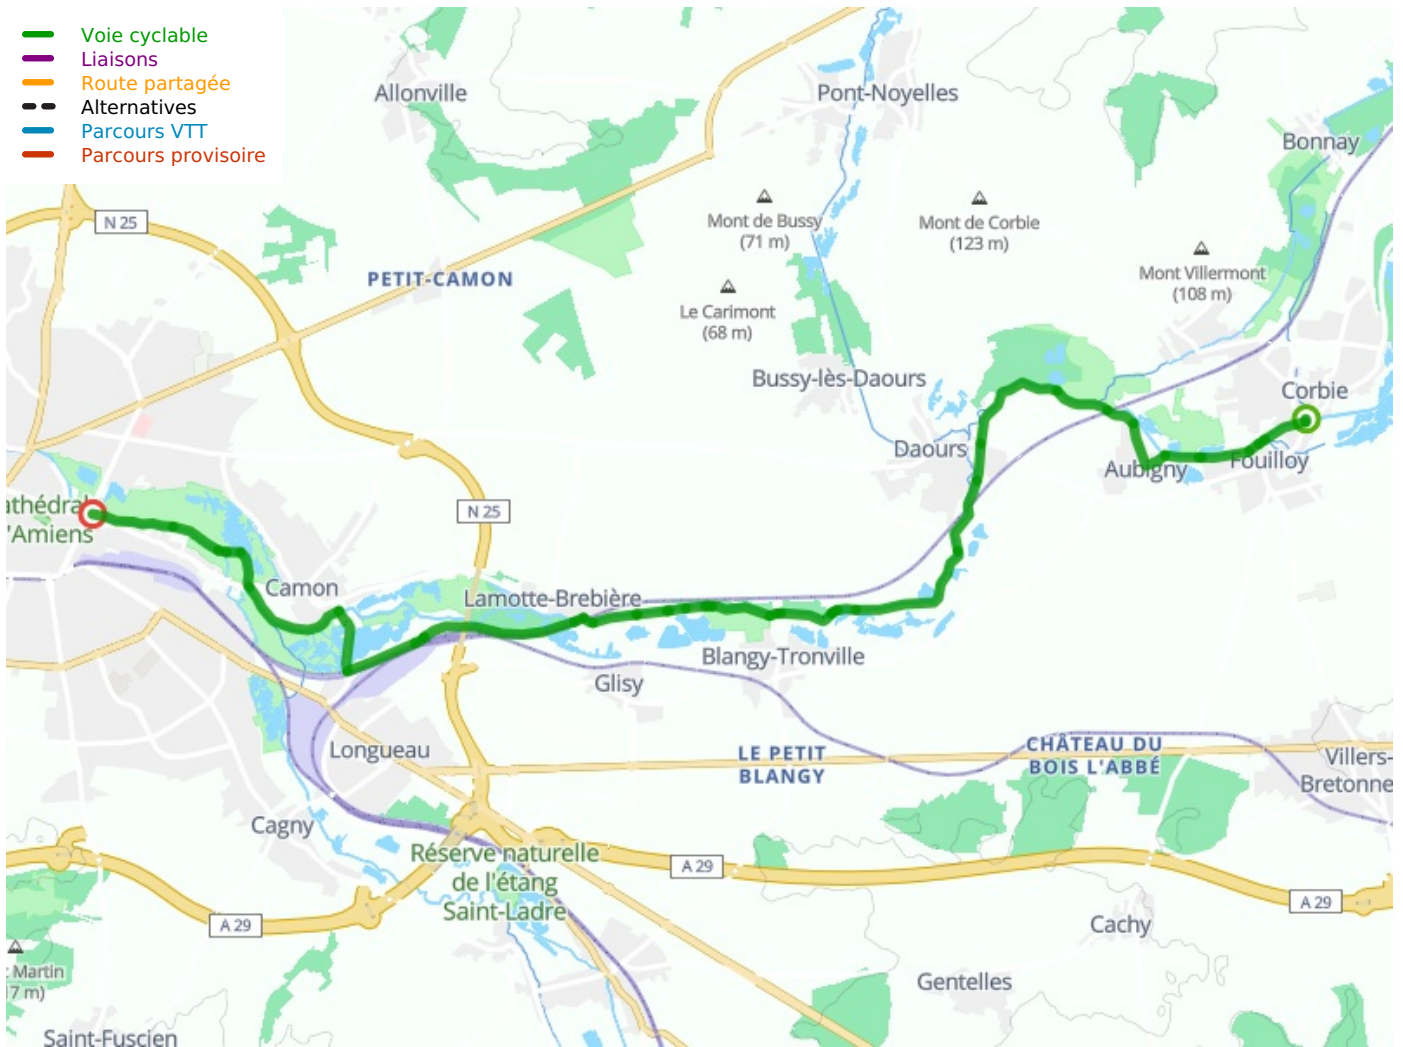 Voie cyclable
Liaisons
Route partagée
Alternatives
Parcours VTT
Parcours provisoire
Allonville
Pont-Noyelles
Bonnay
N 25
Mont de Bussy
(71 m)
Mont de Corbie
(123 m)
Mont Villermont
(108 m)
PETIT-CAMON
Le Carimont
(68 m)
Bussy-lès-Daours
Corbie
Daours
Aubigny
Fouilloy
athédral
'Amiens
N 25
Camon
Lamotte-Brebière
Blangy-Tronville
Glisy
Longueau
LE PETIT
BLANGY
CHÂTEAU DU
BOIS L'ABBÉ
Villers-
Bretonne
Cagny
Réserve naturelle
de l'étang
Saint-Ladre
A 29
A 29
A 29
Cachy
Martin
7 m)
Gentelles
Saint-Fuscien